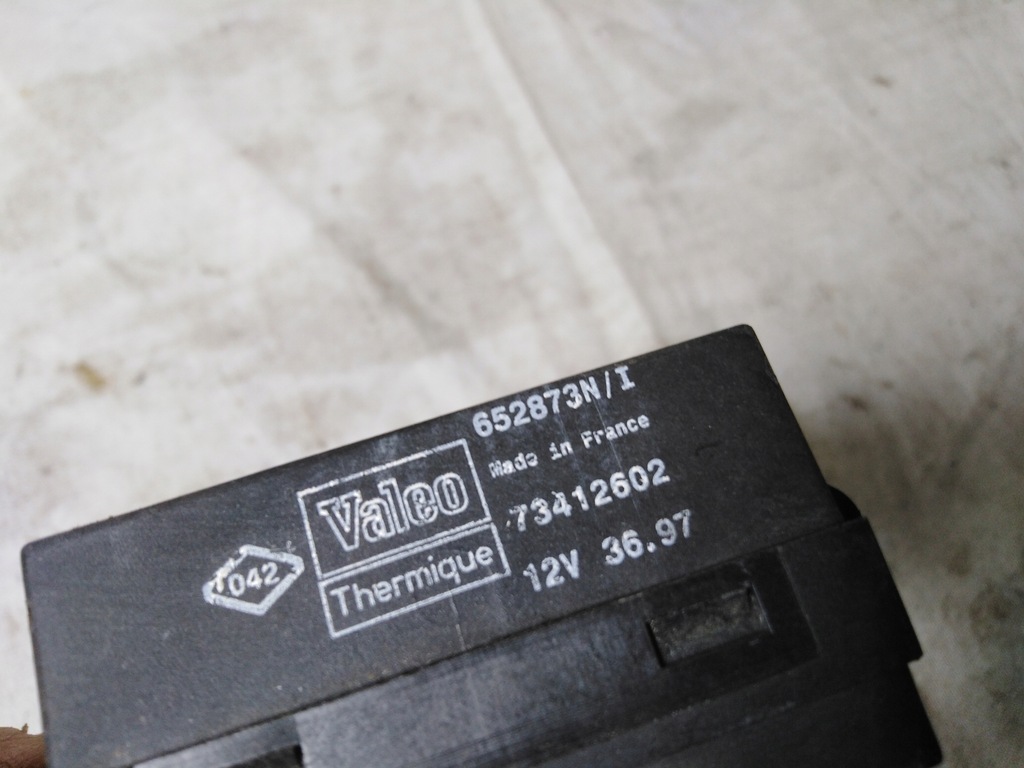 652873N/I
Made in France
Valeo
Thermique
73412602
12V 36.97
042